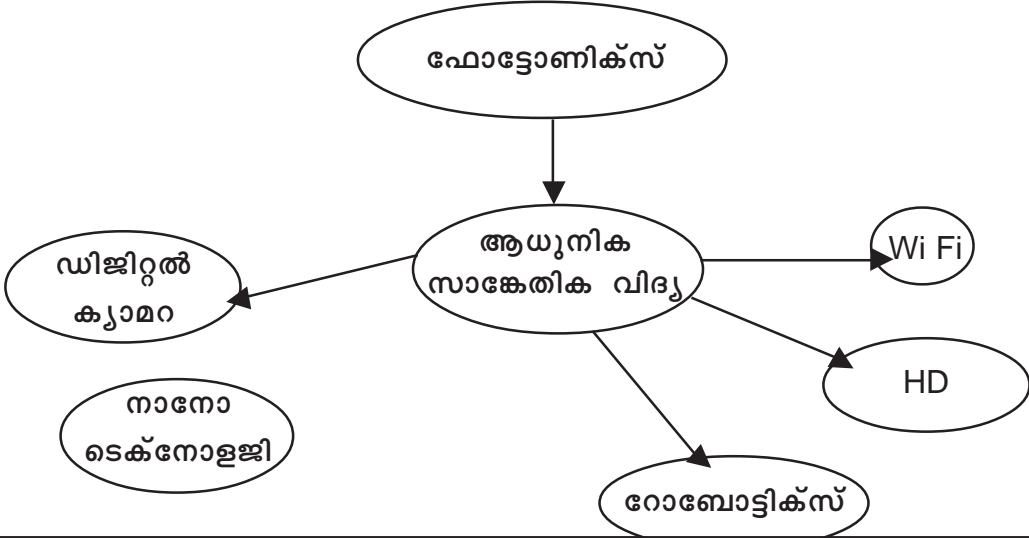 ഫോട്ടോണിക്സ്
ആധുനിക
സാങ്കേതിക വിദ്യ
Wi Fi
ഡിജിറ്റൽ
ക്യാമറ
HD
നാനോ
ടെക്നോളജി
റോബോട്ടിക്സ്